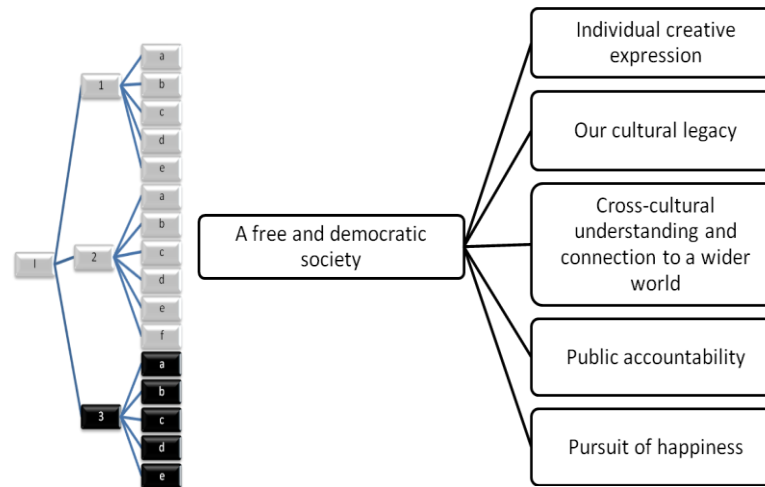 I
1
a
b
c
d
e
2
a
b
c
d
e
f
3
a
b
c
d
e
A free and democratic
society
Individual creative
expression
Our cultural legacy
Cross-cultural
understanding and
connection to a wider
world
Public accountability
Pursuit of happiness